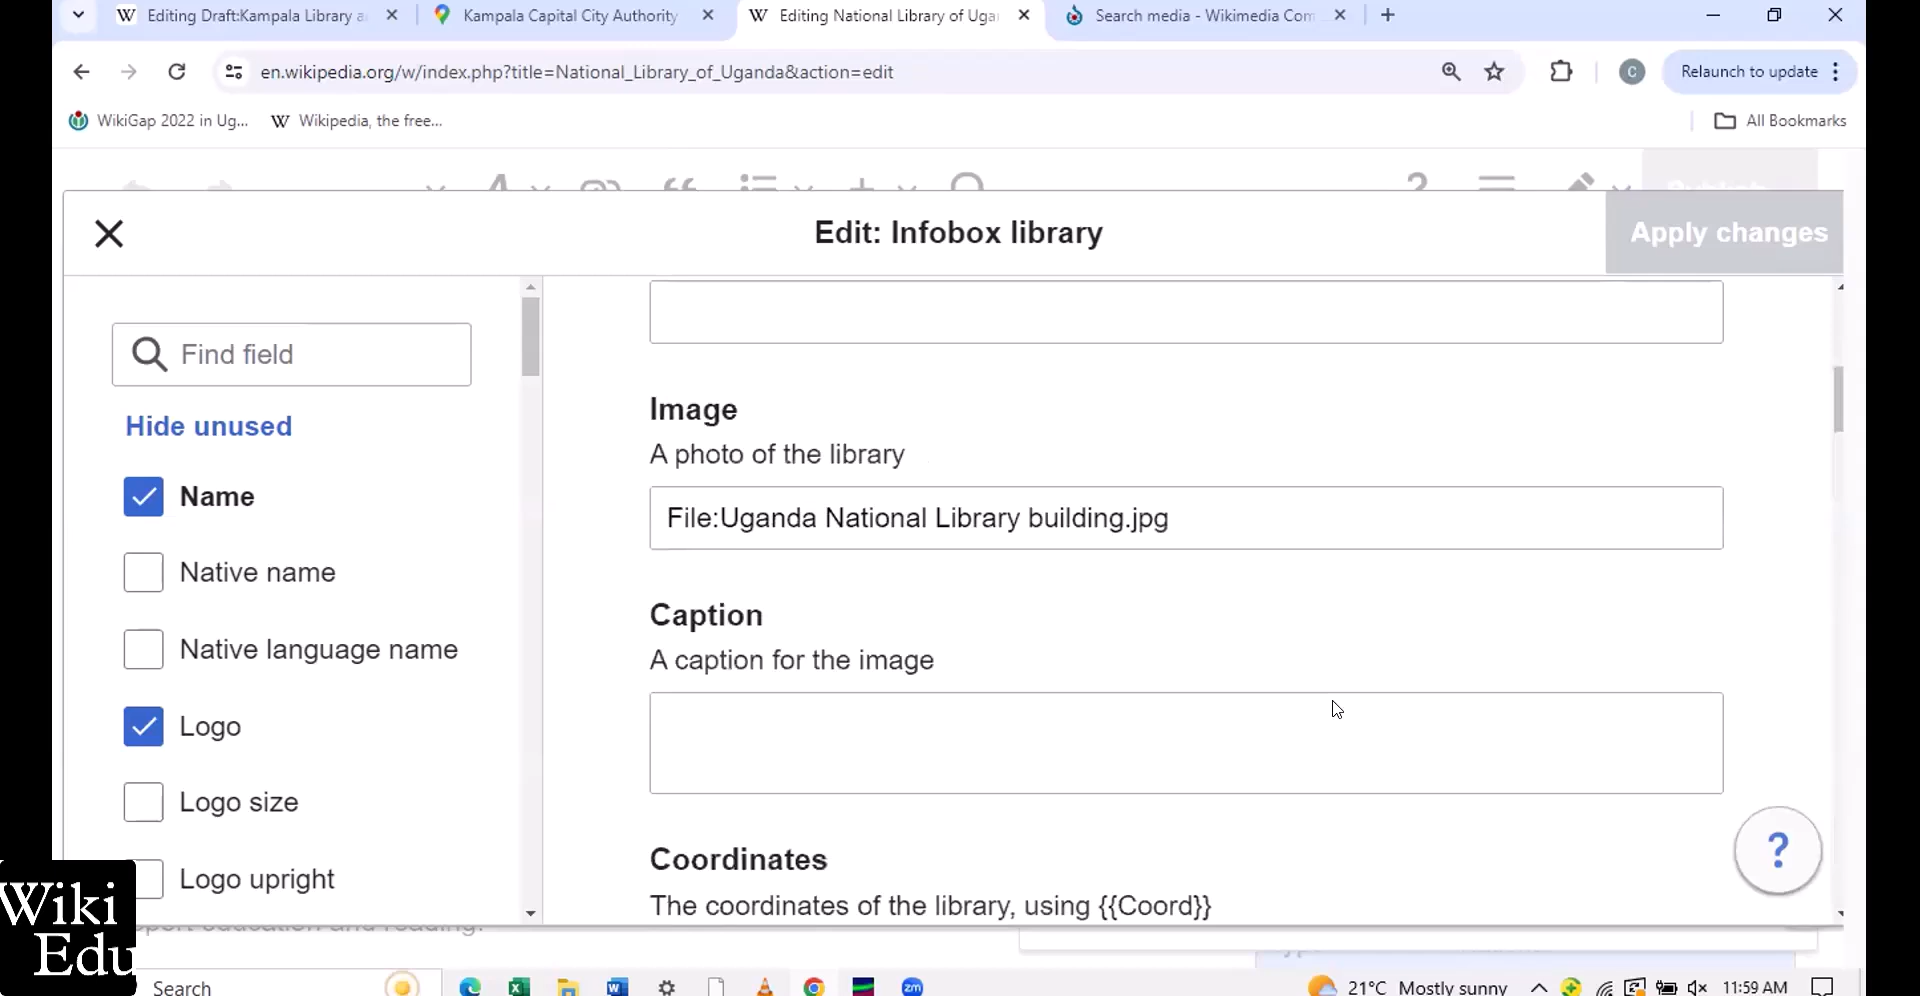 Editing Draft:Kampala Library a
Kampala Capital City Authority
Editing National Library of Uga
Search media - Wikimedia Com
en.wikipedia.org/w/index.php?title=National_Library_of_Uganda&action=edit
C
Relaunch to update
WikiGap 2022 in Ug...
Wikipedia, the free...
All Bookmarks
Edit: Infobox library
Apply changes
Find field
Hide unused
Name
Native name
Native language name
Logo
Logo size
Logo upright
Image
A photo of the library
File:Uganda National Library building.jpg
Caption
A caption for the image
Coordinates
The coordinates of the library, using {{Coord}}
?
Wiki
Edu
Search
zm
21°C Mostly sunny
11:59 AM